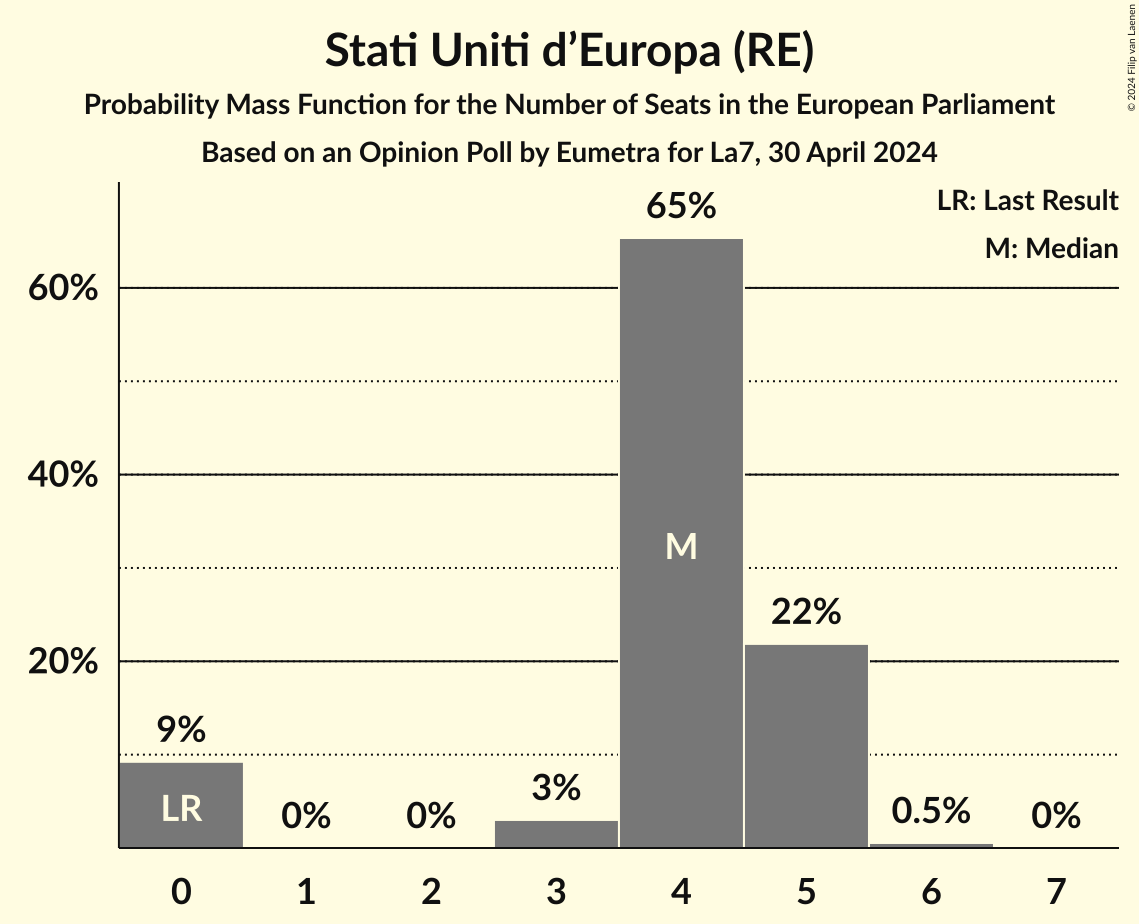 Stati Uniti d’Europa (RE)
Probability Mass Function for the Number of Seats in the European Parliament
Based on an Opinion Poll by Eumetra for La7, 30 April 2024
© 2024 Filip van Laenen
LR: Last Result
M: Median
60%
40%
20%
9%
0%
0%
3%
65%
22%
0.5%
0%
LR
M
0 1 2 3 4 5 6 7